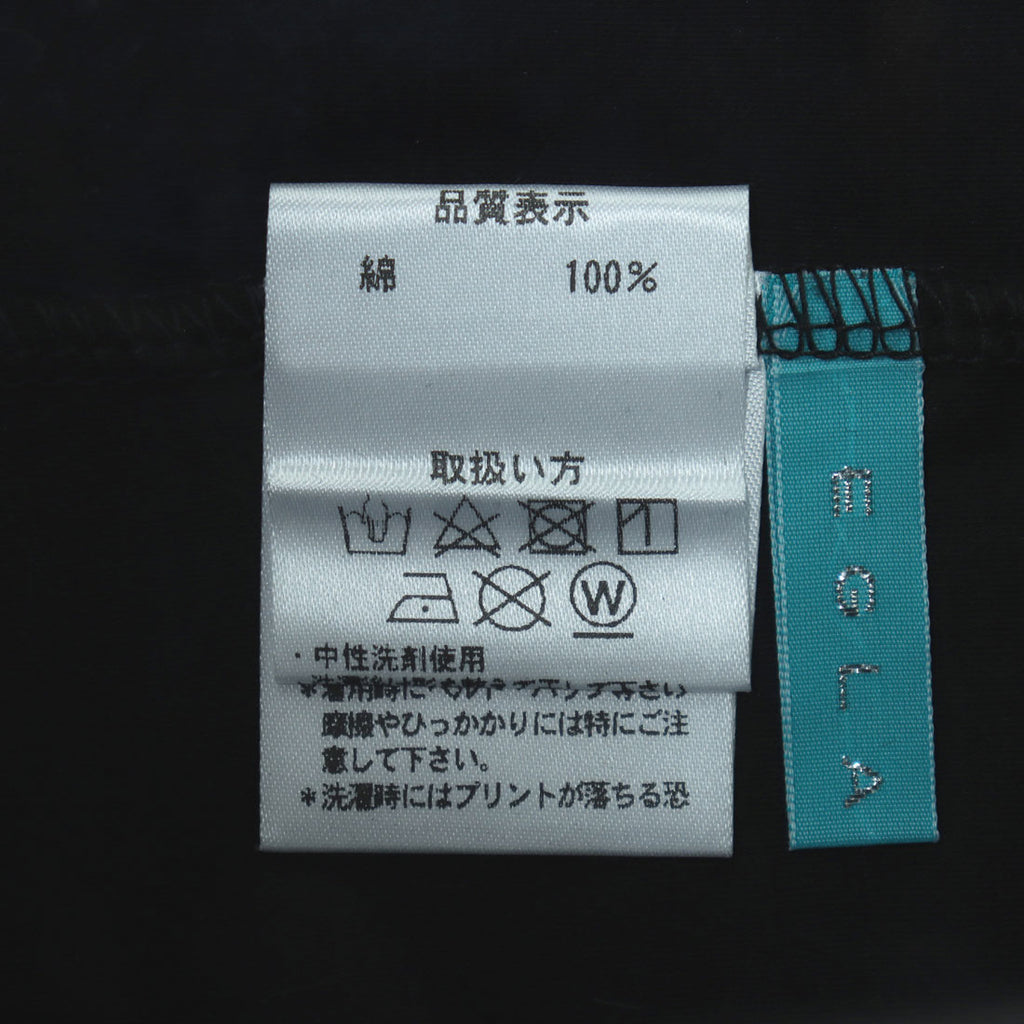 品質表示
綿 100%
取扱い方
W
・中性洗剤使用
摩擦やひっかかりには特にご注
意して下さい。
*洗濯時にはプリントが落ちる恐
EGLA